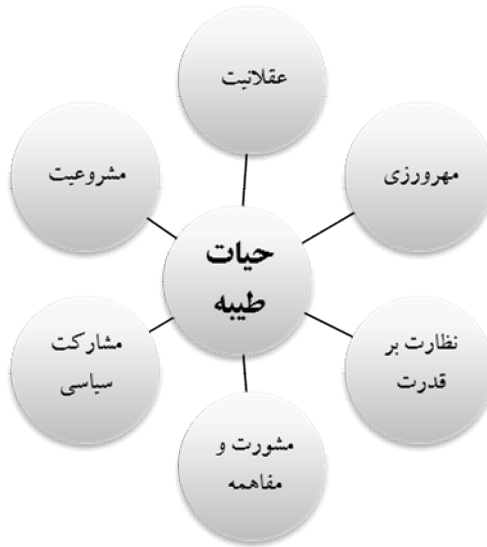 عقلانیت
مهرورزی
مشروعیت
حیات
طیبه
نظارت بر
قدرت
مشارکت
سیاسی
مشورت و
مفاهمه